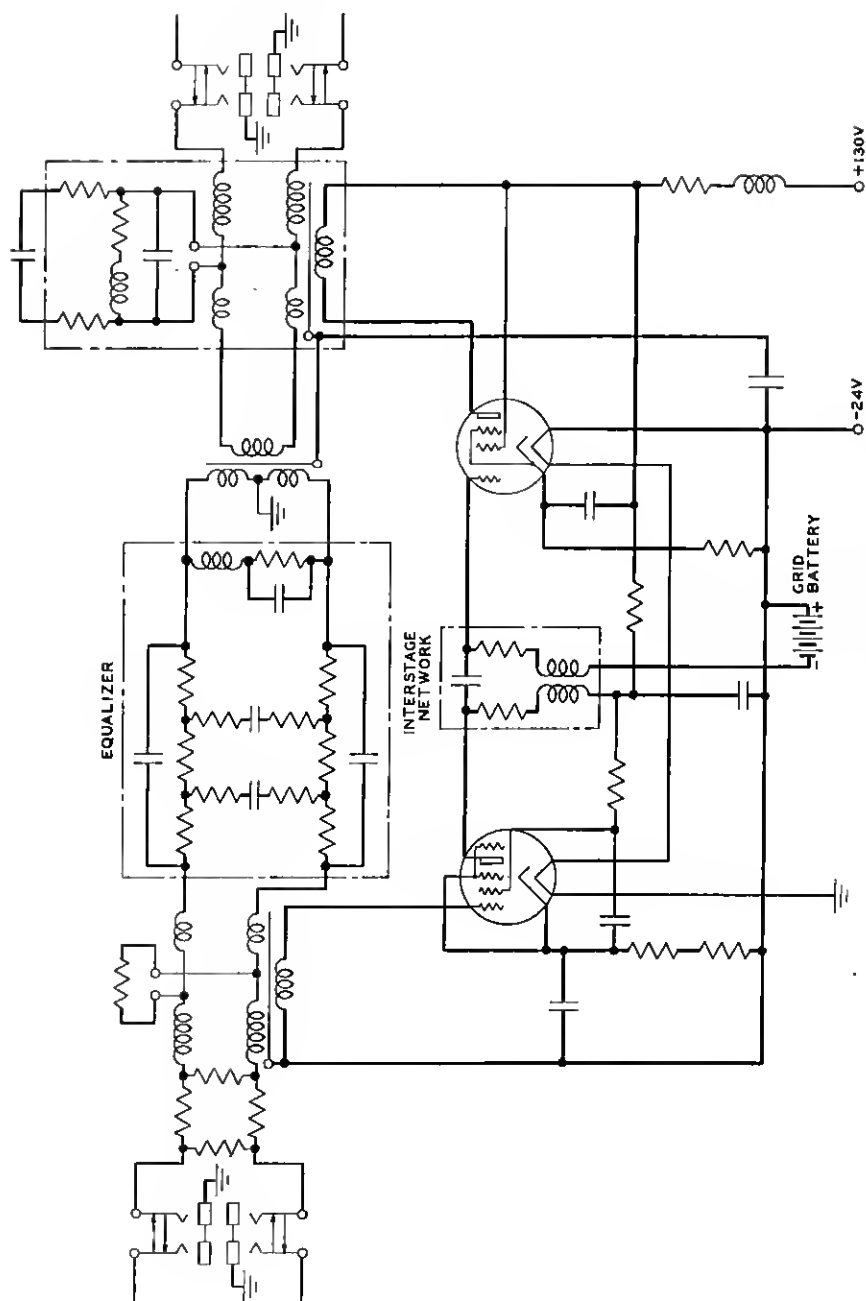 EQUALIZER
INTERSTAGE
NETWORK
GRID
BATTERY
- +
-24V
+130V